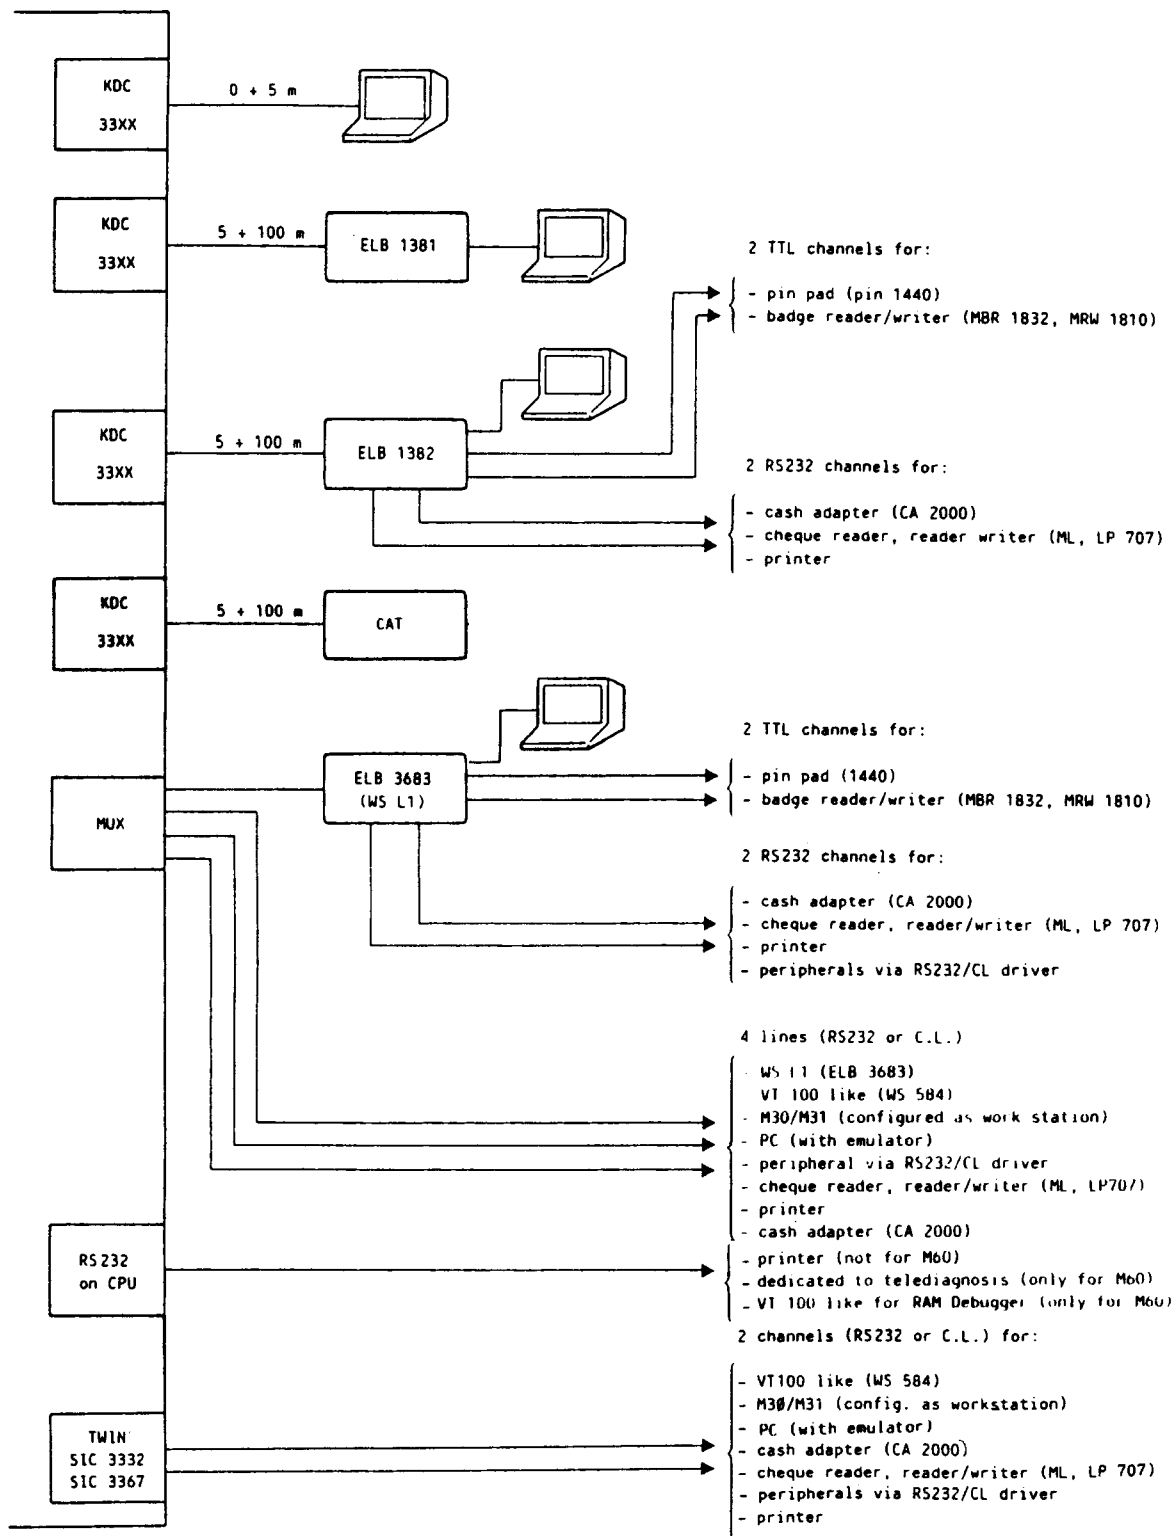 KDC
33XX
0 + 5 m
KDC
33XX
5 + 100 m
ELB 1381
2 TTL channels for:
- pin pad (pin 1440)
- badge reader/writer (MBR 1832, MRW 1810)
KDC
33XX
5 + 100 m
ELB 1382
2 RS232 channels for:
- cash adapter (CA 2000)
- cheque reader, reader writer (ML, LP 707)
- printer
KDC
33XX
5 + 100 m
CAT
MUX
ELB 3683
(WS L1)
2 TTL channels for:
- pin pad (1440)
- badge reader/writer (MBR 1832, MRW 1810)
2 RS232 channels for:
- cash adapter (CA 2000)
- cheque reader, reader/writer (ML, LP 707)
- printer
- peripherals via RS232/CL driver
4 lines (RS232 or C.L.)
- WS L1 (ELB 3683)
VT 100 like (WS 584)
- M30/M31 (configured as work station)
- PC (with emulator)
- peripheral via RS232/CL driver
- cheque reader, reader/writer (ML, LP707)
- printer
- cash adapter (CA 2000)
RS232
on CPU
- printer (not for M60)
- dedicated to telediagnosis (only for M60)
- VT 100 like for RAM Debugger (only for M60)
2 channels (RS232 or C.L.) for:
TWIN
SIC 3332
SIC 3367
- VT100 like (WS 584)
- M30/M31 (config. as workstation)
- PC (with emulator)
- cash adapter (CA 2000)
- cheque reader, reader/writer (ML, LP 707)
- peripherals via RS232/CL driver
- printer